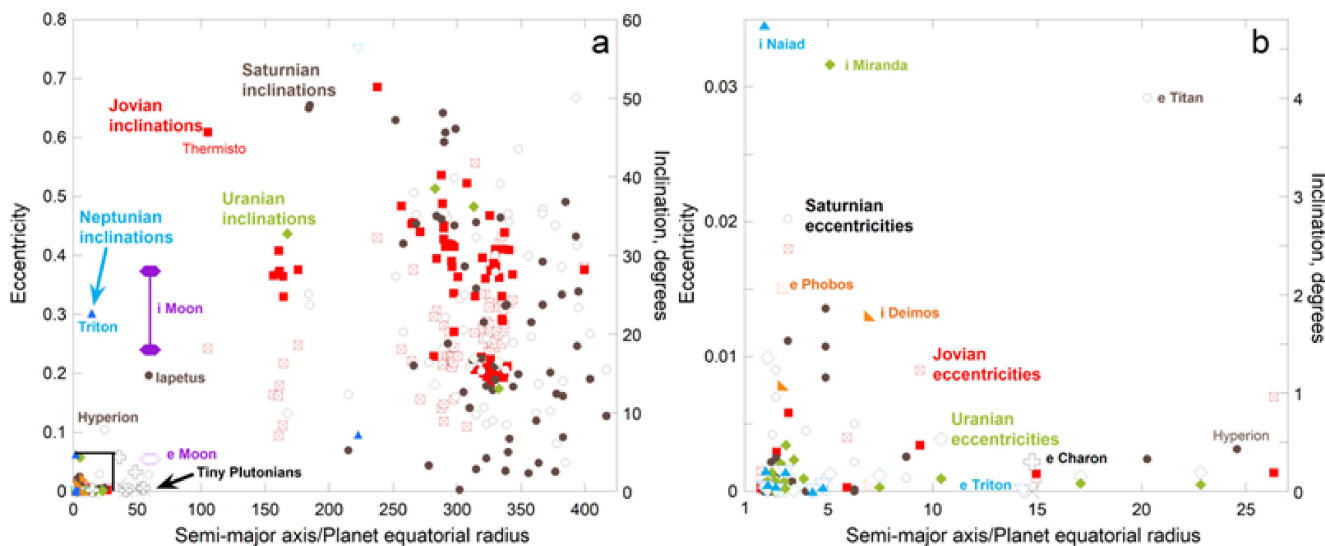 a
0.8
0.7
0.6
0.5
0.4
0.3
0.2
0.1
0
Eccentricity
60
50
40
30
20
10
0
Inclination, degrees
Saturnian
inclinations
Jovian
inclinations
Thermisto
Uranian
inclinations
Neptunian
inclinations
i Moon
Triton
Iapetus
Hyperion
e Moon
Tiny Plutonians
0 50 100 150 200 250 300 350 400
Semi-major axis/Planet equatorial radius
b
0.03
0.02
0.01
0.00
Eccentricity
4
3
2
1
0
Inclination, degrees
i Naiad
i Miranda
e Titan
Saturnian
eccentricities
e Phobos
i Deimos
Jovian
eccentricities
Uranian
eccentricities
Hyperion
e Charon
e Triton
1 5 10 15 20 25
Semi-major axis/Planet equatorial radius